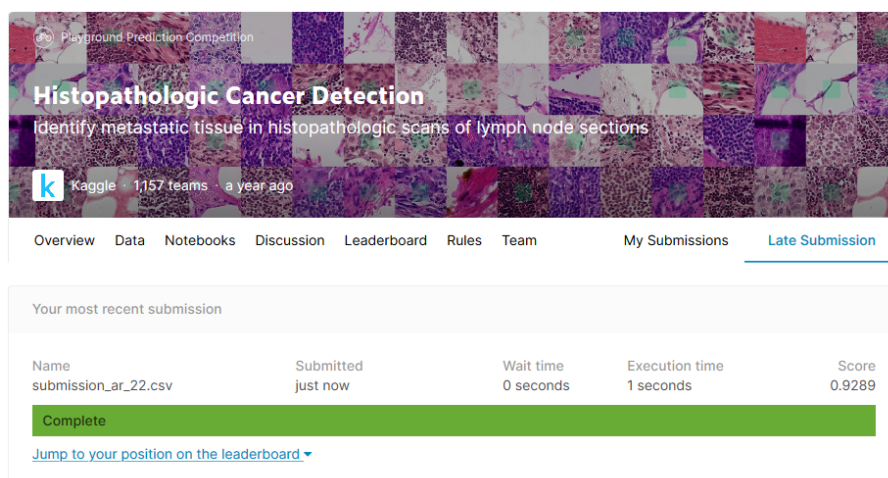 Playground Prediction Competition
Histopathologic Cancer Detection
Identify metastatic tissue in histopathologic scans of lymph node sections
k Kaggle · 1,157 teams · a year ago
Overview Data Notebooks Discussion Leaderboard Rules Team My Submissions Late Submission
Your most recent submission
Name Submitted Wait time Execution time Score
submission_ar_22.csv just now 0 seconds 1 seconds 0.9289
Complete
Jump to your position on the leaderboard